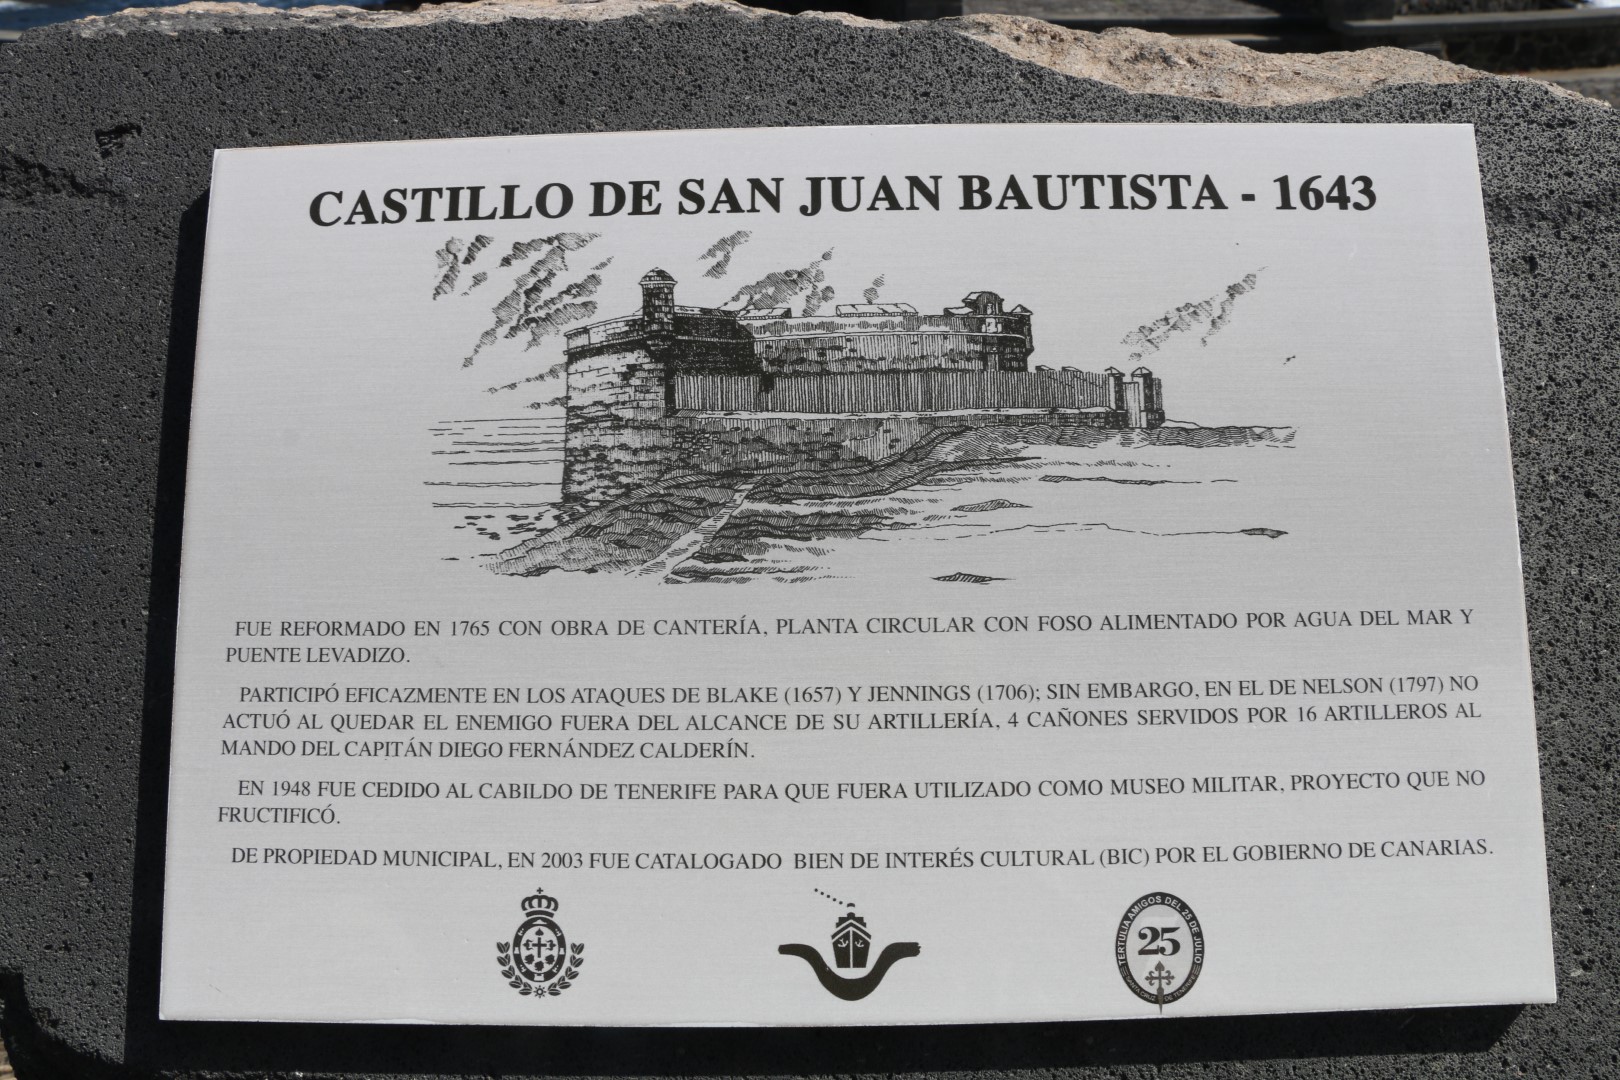 CASTILLO DE SAN JUAN BAUTISTA - 1643
FUE REFORMADO EN 1765 CON OBRA DE CANTERÍA, PLANTA CIRCULAR CON FOSO ALIMENTADO POR AGUA DEL MAR Y
PUENTE LEVADIZO.
PARTICIPÓ EFICAZMENTE EN LOS ATAQUES DE BLAKE (1657) Y JENNINGS (1706); SIN EMBARGO, EN EL DE NELSON (1797) NO
ACTUÓ AL QUEDAR EL ENEMIGO FUERA DEL ALCANCE DE SU ARTILLERÍA, 4 CAÑONES SERVIDOS POR 16 ARTILLEROS AL
MANDO DEL CAPITÁN DIEGO FERNÁNDEZ CALDERÍN.
EN 1948 FUE CEDIDO AL CABILDO DE TENERIFE PARA QUE FUERA UTILIZADO COMO MUSEO MILITAR, PROYECTO QUE NO
FRUCTIFICÓ.
DE PROPIEDAD MUNICIPAL, EN 2003 FUE CATALOGADO BIEN DE INTERÉS CULTURAL (BIC) POR EL GOBIERNO DE CANARIAS.
TERTULIA AMIGOS DEL 25 DE JULIO
25
SANTA CRUZ DE TENERIFE